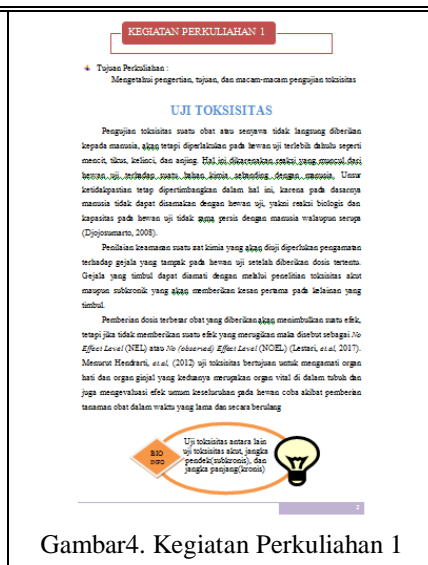 KEGIATAN PERKULIAHAN 1
Tujuan Perkuliahan :
Mengetahui pengertian, tujuan, dan macam-macam pengujian toksisitas
UJI TOKSISITAS
Pengujian toksisitas suatu obat atau senyawa tidak langsung diberikan
kepada manusia, akan tetapi diperlakukan pada hewan uji terlebih dahulu seperti
mencit, tikus, kelinci, dan anjing. Hal ini dikarenakan reaksi yang muncul dari
hewan uji terhadap suatu bahan kimia sebanding dengan manusia. Unsur
ketidakpastian tetap dipertimbangkan dalam hal ini, karena pada dasarnya
manusia tidak dapat disamakan dengan hewan uji, yakni reaksi biologis dan
kapasitas pada hewan uji tidak sama persis dengan manusia walaupun serupa
(Djojosumarto, 2008).
Penilaian keamanan suatu zat kimia yang akan diuji diperlukan pengamatan
terhadap gejala yang tampak pada hewan uji setelah diberikan dosis tertentu.
Gejala yang timbul dapat diamati dengan melalui penelitian toksisitas akut
maupun subkronik yang akan memberikan kesan pertama pada kelainan yang
timbul.
Pemberian dosis terbesar obat yang diberikan akan menimbulkan suatu efek,
tetapi jika tidak memberikan suatu efek yang merugikan maka disebut sebagai No
Effect Level (NEL) atau No (observed) Effect Level (NOEL) (Lestari, et.al, 2017).
Menurut Hendrarti, et.al, (2012) uji toksisitas bertujuan untuk mengamati organ
hati dan organ ginjal yang keduanya merupakan organ vital di dalam tubuh dan
juga mengevaluasi efek umum keseluruhan pada hewan coba akibat pemberian
tanaman obat dalam waktu yang lama dan secara berulang
BIO
INFO
Uji toksisitas antara lain
uji toksisitas akut, jangka
pendek(subkronis), dan
jangka panjang(kronis)
2
Gambar4. Kegiatan Perkuliahan 1